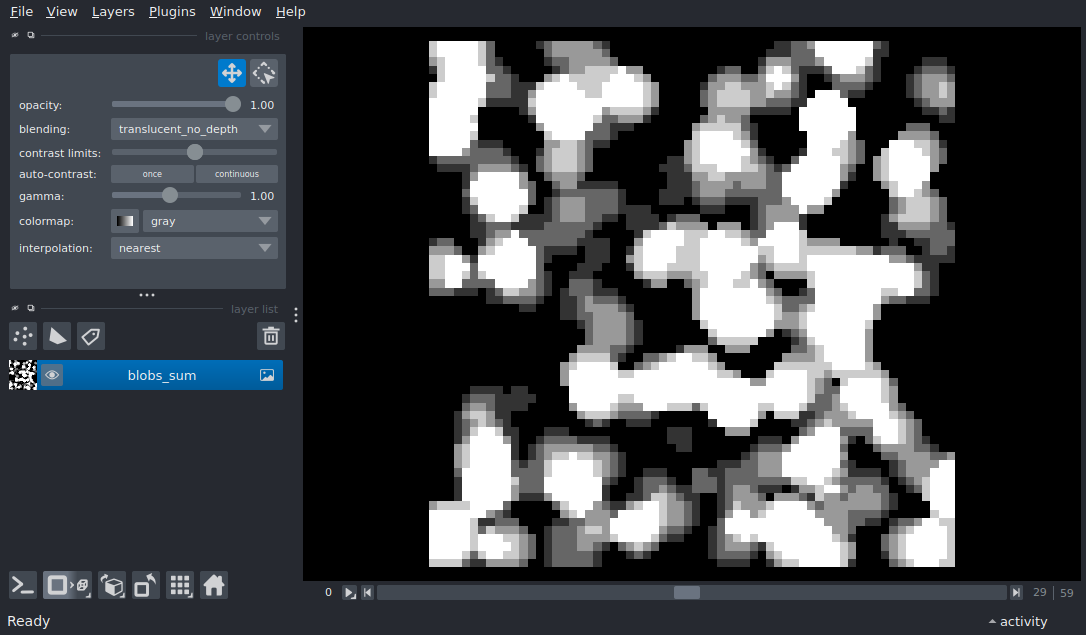 File View Layers Plugins Window Help
layer controls
opacity: 1.00
blending: translucent_no_depth
contrast limits:
auto-contrast: once continuous
gamma: 1.00
colormap: gray
interpolation: nearest
layer list
blobs_sum
0 29 | 59
Ready activity